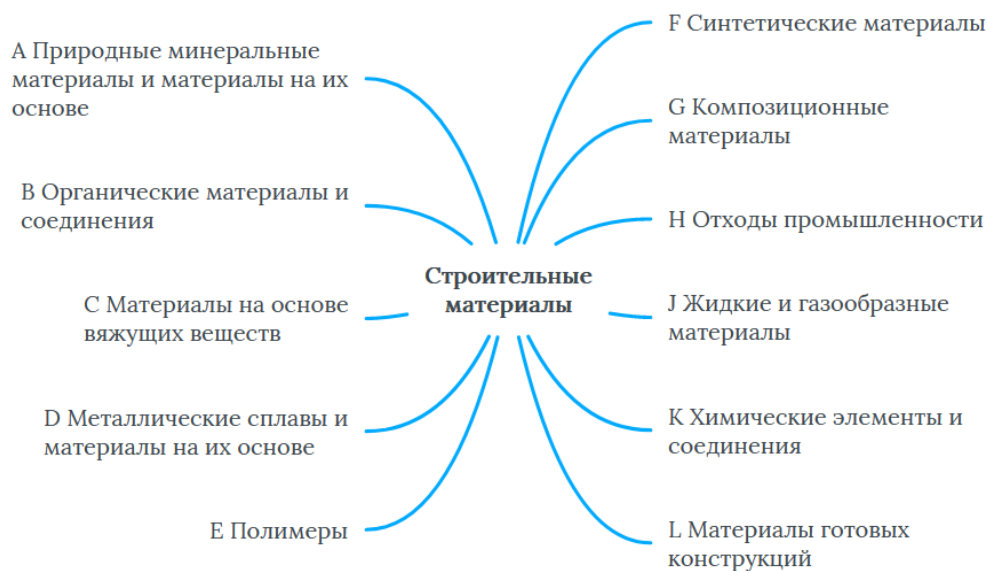 A Природные минеральные
материалы и материалы на их
основе
B Органические материалы и
соединения
C Материалы на основе
вяжущих веществ
D Металлические сплавы и
материалы на их основе
E Полимеры
Строительные
материалы
F Синтетические материалы
G Композиционные
материалы
H Отходы промышленности
J Жидкие и газообразные
материалы
K Химические элементы и
соединения
L Материалы готовых
конструкций